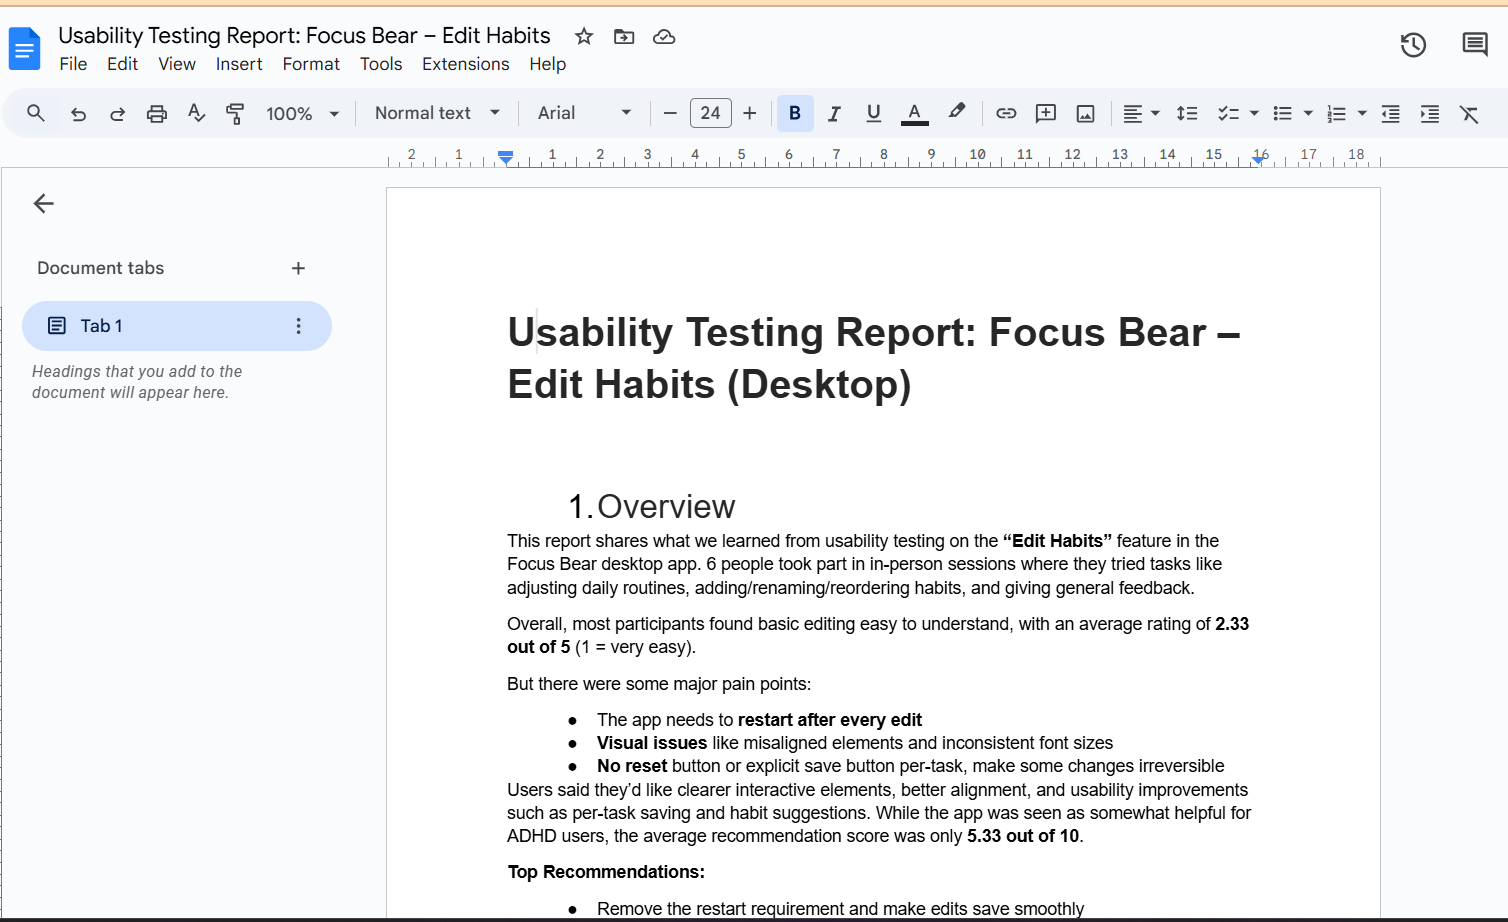 Usability Testing Report: Focus Bear – Edit Habits
File Edit View Insert Format Tools Extensions Help
100% Normal text Arial 24 B I U A
2 1 1 2 3 4 5 6 7 8 9 10 11 12 13 14 15 16 17 18
Document tabs
Tab 1
Headings that you add to the
document will appear here.
Usability Testing Report: Focus Bear –
Edit Habits (Desktop)
1. Overview
This report shares what we learned from usability testing on the “Edit Habits” feature in the
Focus Bear desktop app. 6 people took part in in-person sessions where they tried tasks like
adjusting daily routines, adding/renaming/reordering habits, and giving general feedback.
Overall, most participants found basic editing easy to understand, with an average rating of 2.33
out of 5 (1 = very easy).
But there were some major pain points:
● The app needs to restart after every edit
● Visual issues like misaligned elements and inconsistent font sizes
● No reset button or explicit save button per-task, make some changes irreversible
Users said they’d like clearer interactive elements, better alignment, and usability improvements
such as per-task saving and habit suggestions. While the app was seen as somewhat helpful for
ADHD users, the average recommendation score was only 5.33 out of 10.
Top Recommendations:
● Remove the restart requirement and make edits save smoothly